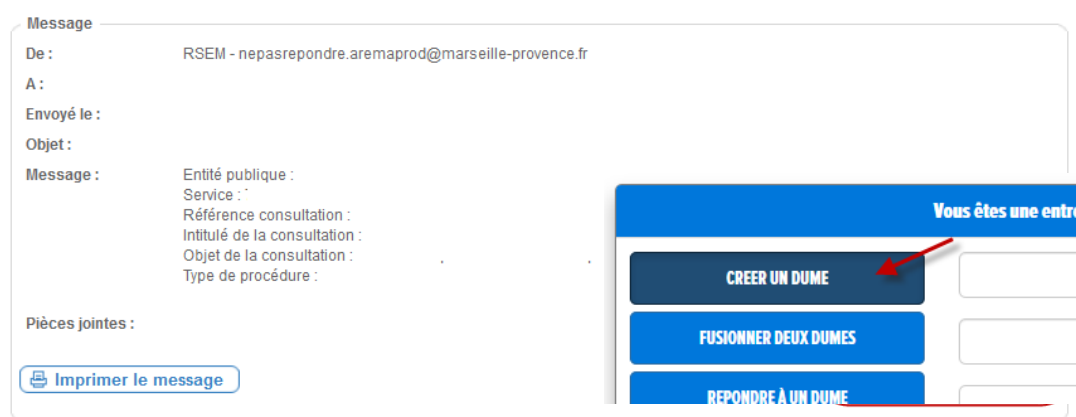 Message
De : RSEM - nepasrepondre.aremaprod@marseille-provence.fr
A :
Envoyé le :
Objet :
Message : Entité publique :
Service :
Référence consultation :
Intitulé de la consultation :
Objet de la consultation :
Type de procédure :
Pièces jointes :
Imprimer le message
Vous êtes une entre
CREER UN DUME
FUSIONNER DEUX DUMES
REPONDRE À UN DUME